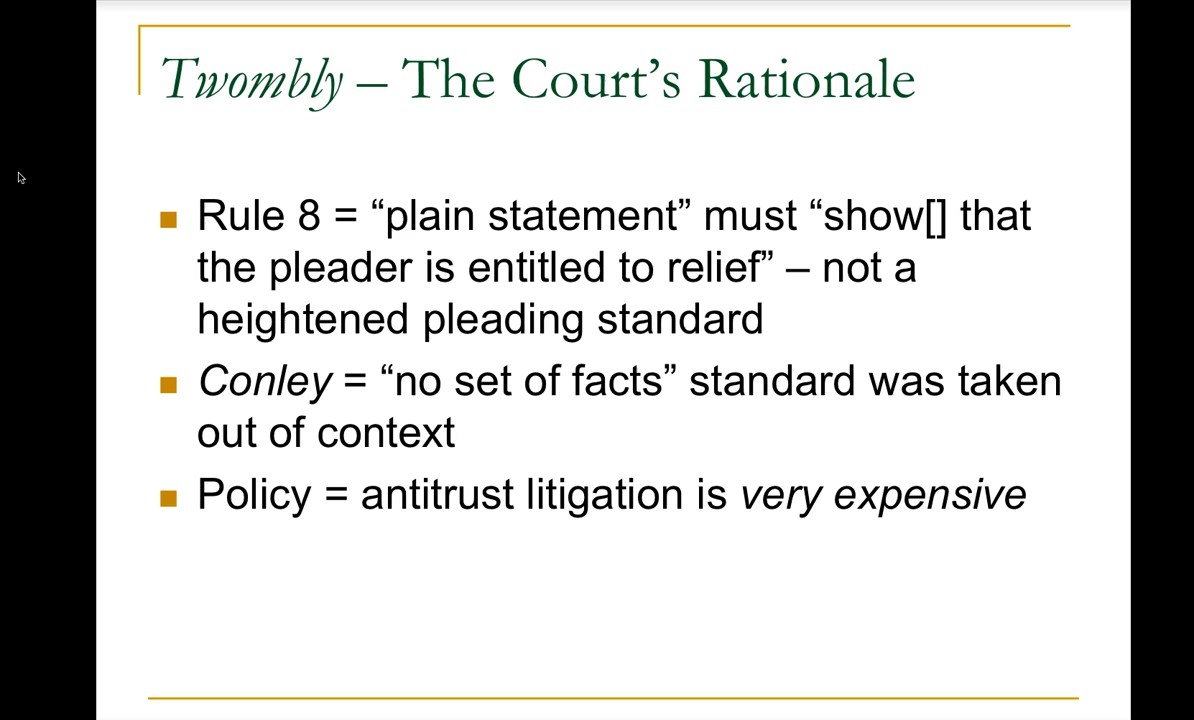 Twombly – The Court’s Rationale
Rule 8 = “plain statement” must “show[] that
the pleader is entitled to relief” – not a
heightened pleading standard
Conley = “no set of facts” standard was taken
out of context
Policy = antitrust litigation is very expensive